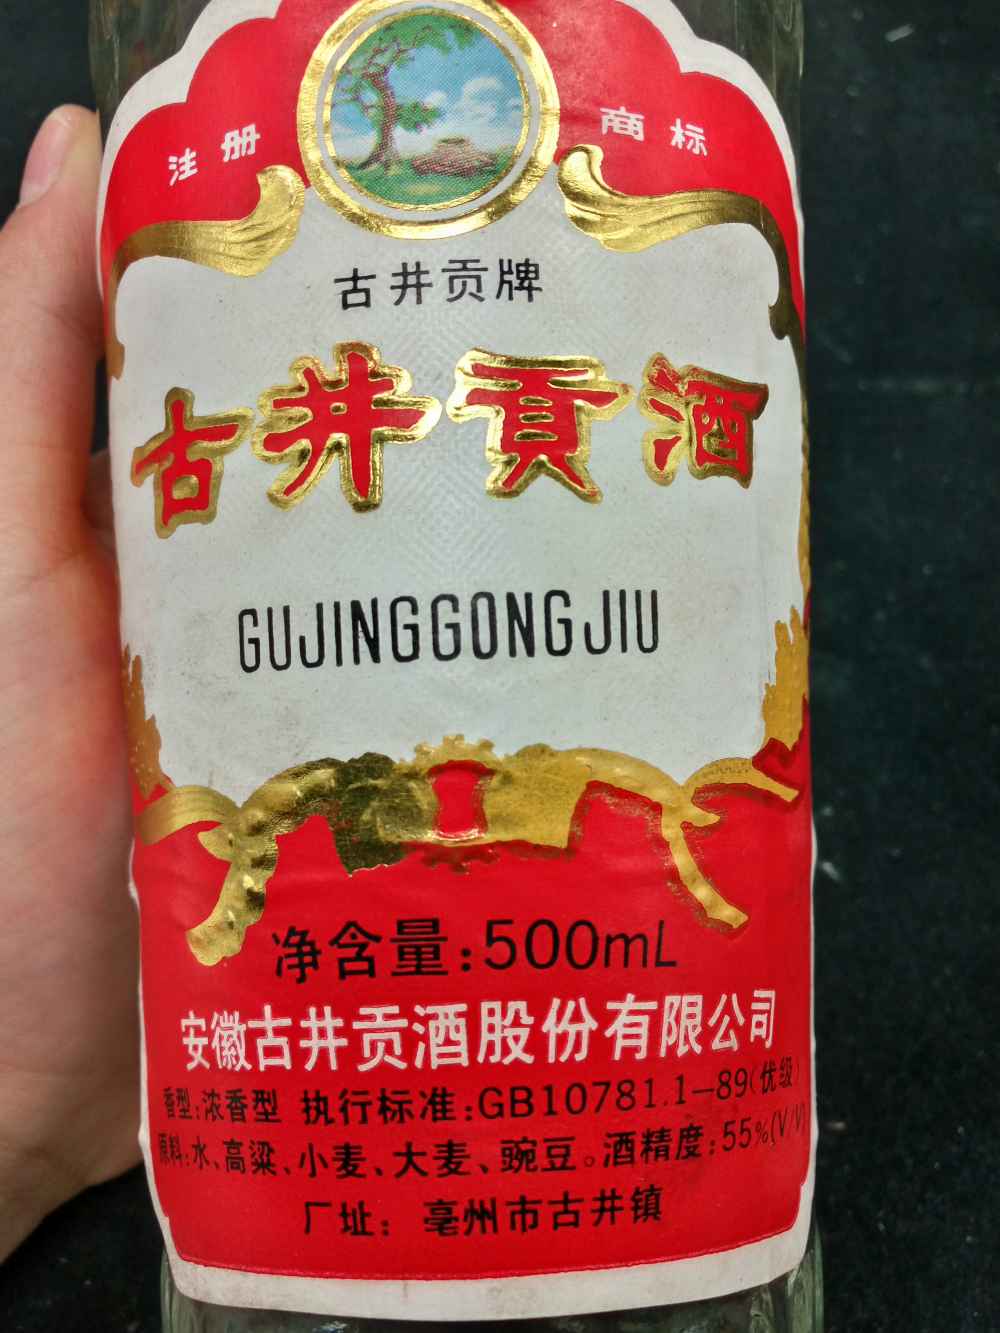 注册 商标
古井贡牌
古井贡酒
GUJINGGONGJIU
净含量:500mL
安徽古井贡酒股份有限公司
香型:浓香型 执行标准:GB10781.1-89(优级)
原料:水、高粱、小麦、大麦、豌豆。酒精度:55%(V/V)
厂址: 亳州市古井镇